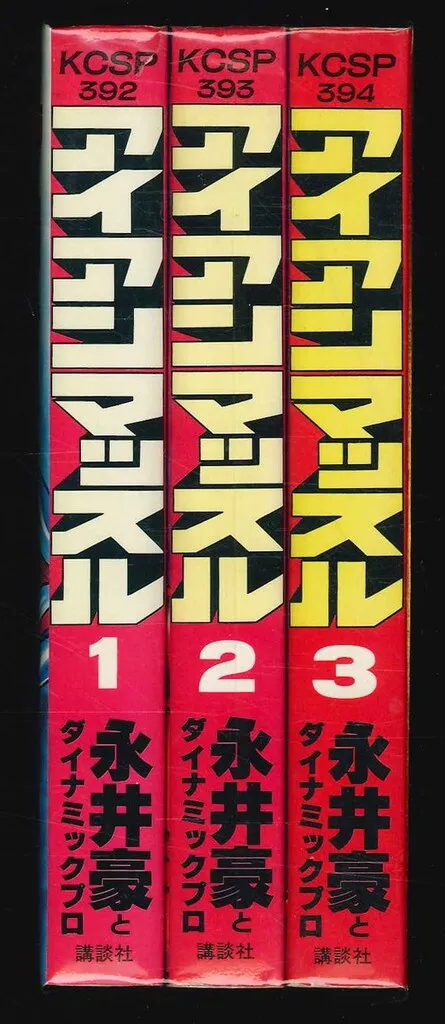 KCSP
392
アイアンマッスル
1
永井豪と
ダイナミックプロ
講談社
KCSP
393
アイアンマッスル
2
永井豪と
ダイナミックプロ
講談社
KCSP
394
アイアンマッスル
3
永井豪と
ダイナミックプロ
講談社